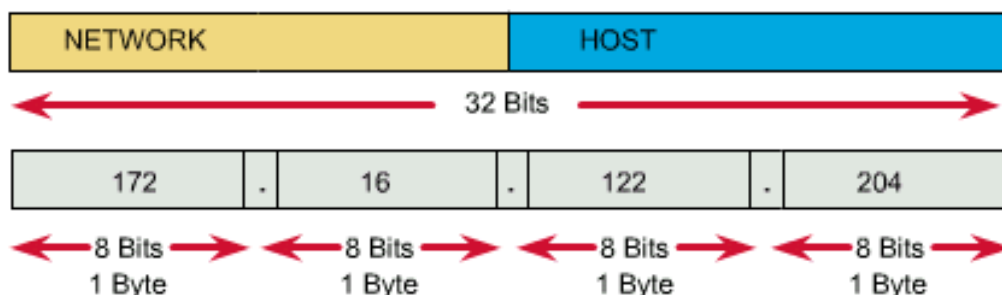 NETWORK HOST
32 Bits
172 . 16 . 122 . 204
8 Bits 8 Bits 8 Bits 8 Bits
1 Byte 1 Byte 1 Byte 1 Byte